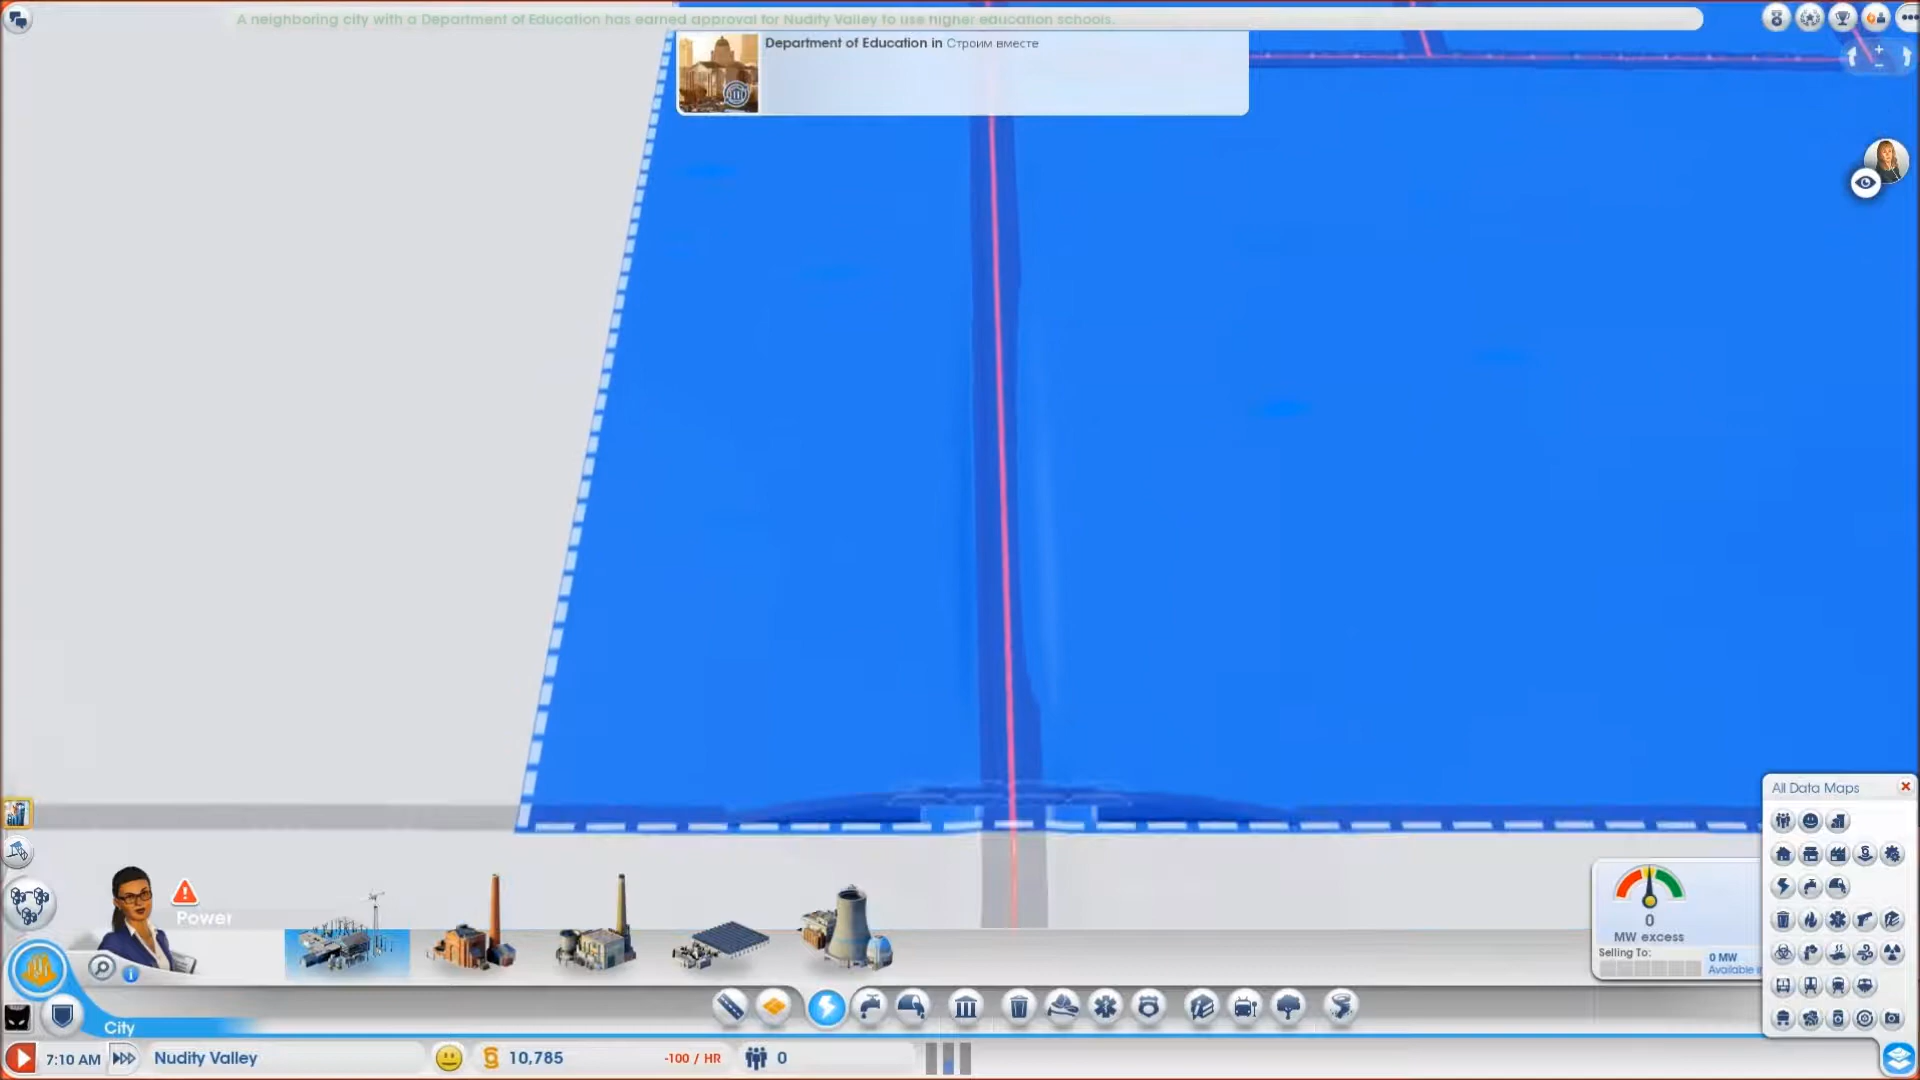 A neighboring city with a Department of Education has earned approval for Nudity Valley to use higher education schools.
Department of Education in Строим вместе
All Data Maps
Power
0
MW excess
Selling To:
0 MW
Available
City
7:10 AM
Nudity Valley
10,785
-100 / HR
0